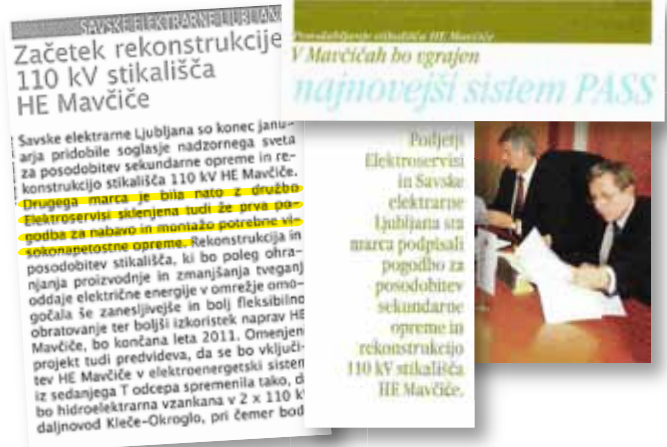 SAVSKE ELEKTRARNE LJUBLJAN
Začetek rekonstrukcije
110 kV stikališča
HE Mavčiče
Savske elektrarne Ljubljana so konec janu-
arja pridobile soglasje nadzornega sveta
za posodobitev sekundarne opreme in re-
konstrukcijo stikališča 110 kV HE Mavčiče.
Drugega marca je bila nato z družbo
Elektroservisi sklenjena tudi že prva po-
godba za nabavo in montažo potrebne vi-
sokonapetostne opreme. Rekonstrukcija in
posodobitev stikališča, ki bo poleg ohra-
njanja proizvodnje in zmanjšanja tveganj
oddaje električne energije v omrežje omo-
gočala še zanesljivejše in bolj fleksibilno
obratovanje ter boljši izkoristek naprav HE
Mavčiče, bo končana leta 2011. Omenjen
projekt tudi predvideva, da se bo vključi-
tev HE Mavčiče v elektroenergetski sistem
iz sedanjega T odcepa spremenila tako, d
bo hidroelektrarna vzankana v 2 x 110 k
daljnovod Kleče-Okroglo, pri čemer bod
Posodabljanje stikališča HE Mavčiče
V Mavčičah bo vgrajen
najnovejši sistem PASS
Podjetji
Elektroservisi
in Savske
elektrarne
Ljubljana sta
marca podpisali
pogodbo za
posodobitev
sekundarne
opreme in
rekonstrukcijo
110 kV stikališča
HE Mavčiče.